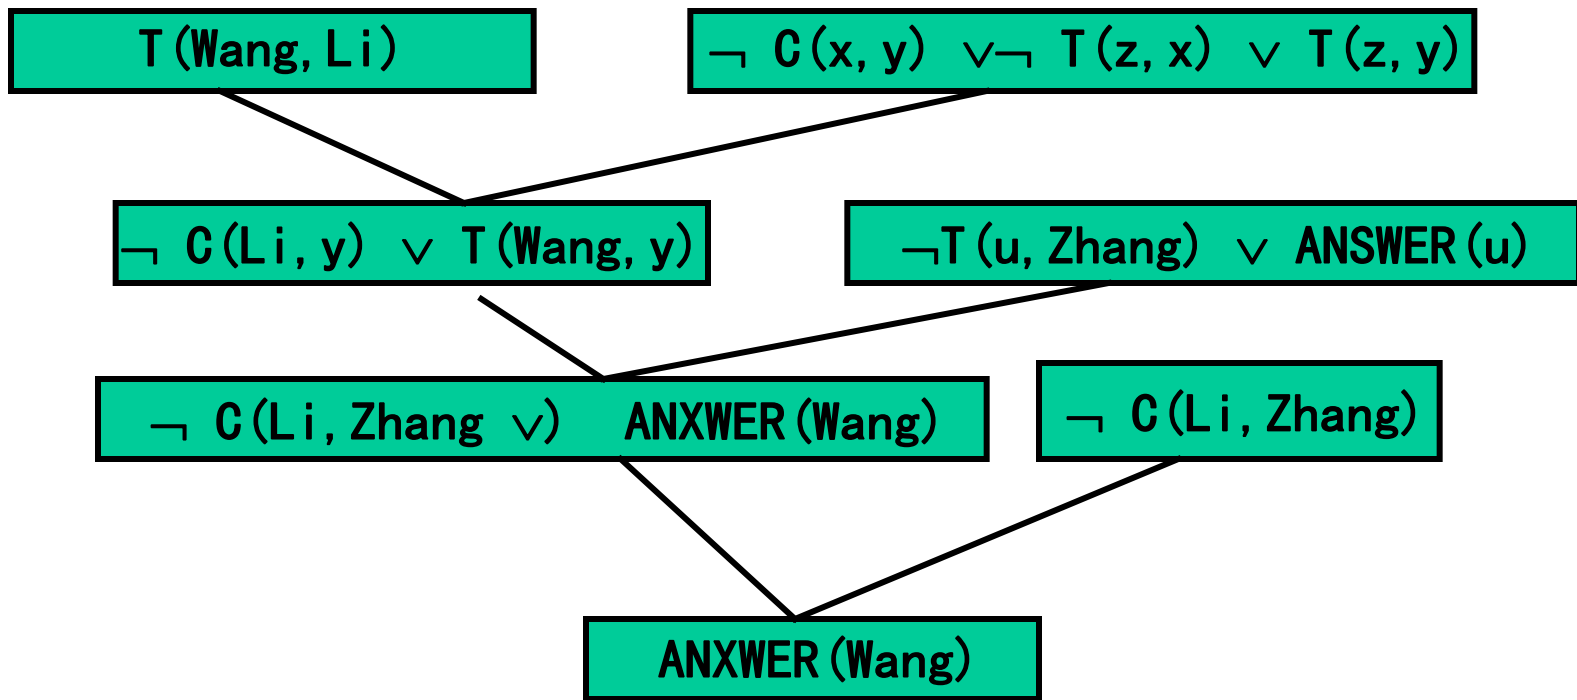 T(Wang,Li)
¬ C(x,y) ∨¬ T(z,x) ∨ T(z,y)
¬ C(Li,y) ∨ T(Wang,y)
¬T(u,Zhang) ∨ ANSWER(u)
¬ C(Li,Zhang ∨) ANXWER(Wang)
¬ C(Li,Zhang)
ANXWER(Wang)